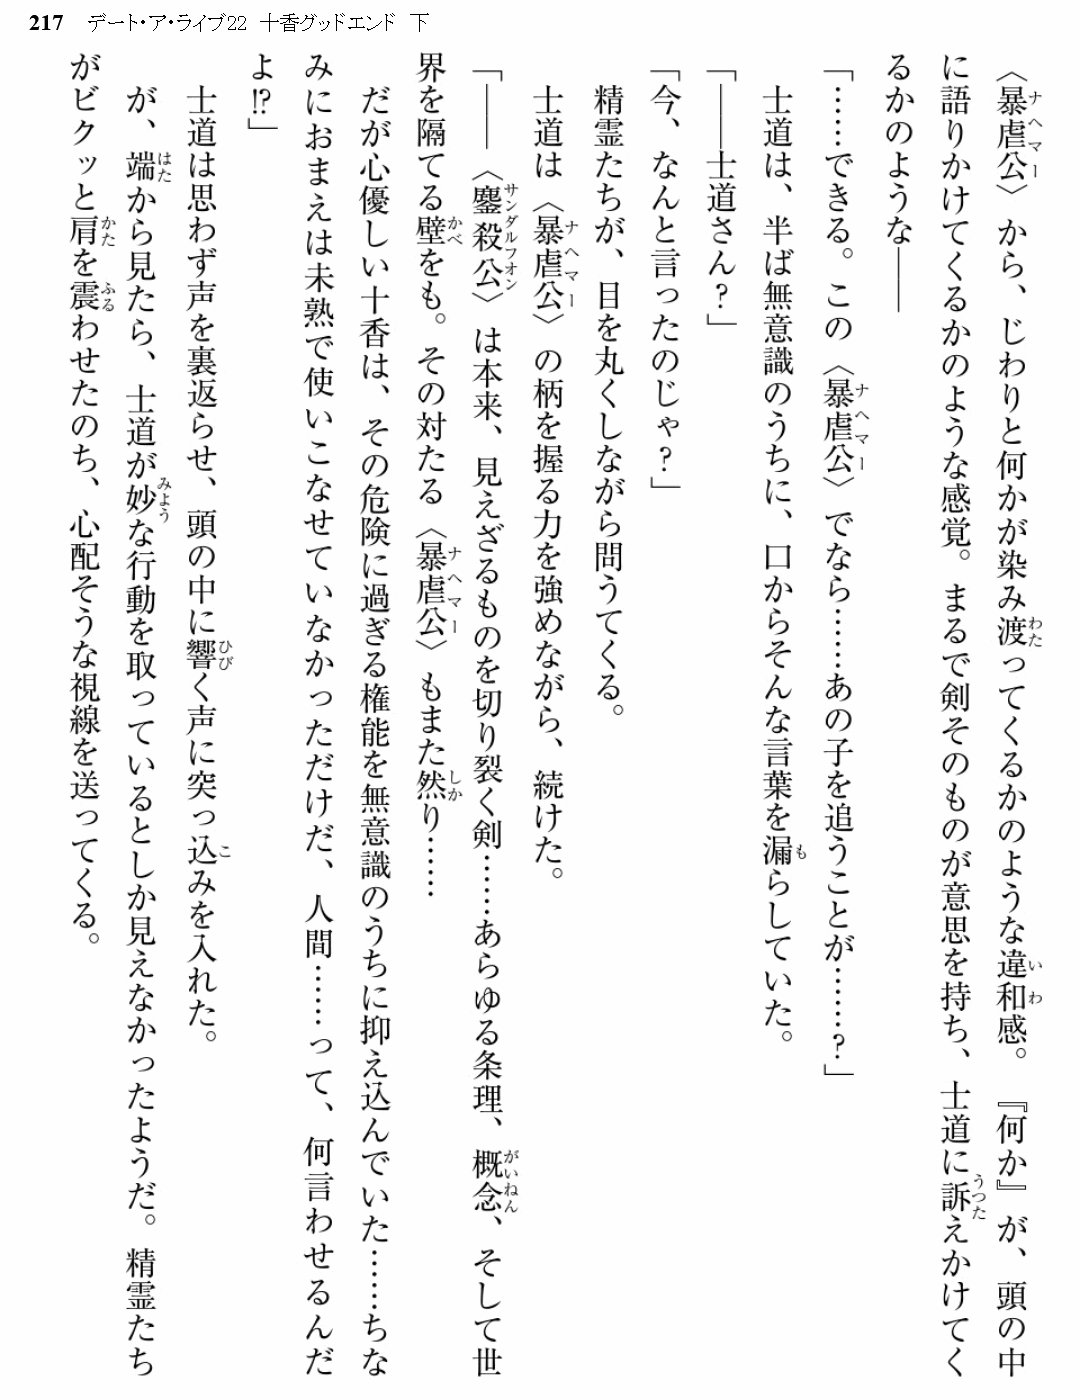 217 デート・ア・ライブ22 十香グッドエンド 下
〈暴虐公〉から、じわりと何かが染み渡ってくるかのような違和感。『何か』が、頭の中
に語りかけてくるかのような感覚。まるで剣そのものが意思を持ち、士道に訴えかけてく
るかのような――
「……できる。この〈暴虐公〉でなら……あの子を追うことが……?」
士道は、半ば無意識のうちに、口からそんな言葉を漏らしていた。
「――士道さん?」
「今、なんと言ったのじゃ?」
精霊たちが、目を丸くしながら問うてくる。
士道は〈暴虐公〉の柄を握る力を強めながら、続けた。
「――〈鏖殺公〉は本来、見えざるものを切り裂く剣……あらゆる条理、概念、そして世
界を隔てる壁をも。その対たる〈暴虐公〉もまた然り……
だが心優しい十香は、その危険に過ぎる権能を無意識のうちに抑え込んでいた……ちな
みにおまえは未熟で使いこなせていなかっただけだ、人間……って、何言わせるんだ
よ!?」
士道は思わず声を裏返らせ、頭の中に響く声に突っ込みを入れた。
が、端から見たら、士道が妙な行動を取っているとしか見えなかったようだ。精霊たち
がビクッと肩を震わせたのち、心配そうな視線を送ってくる。